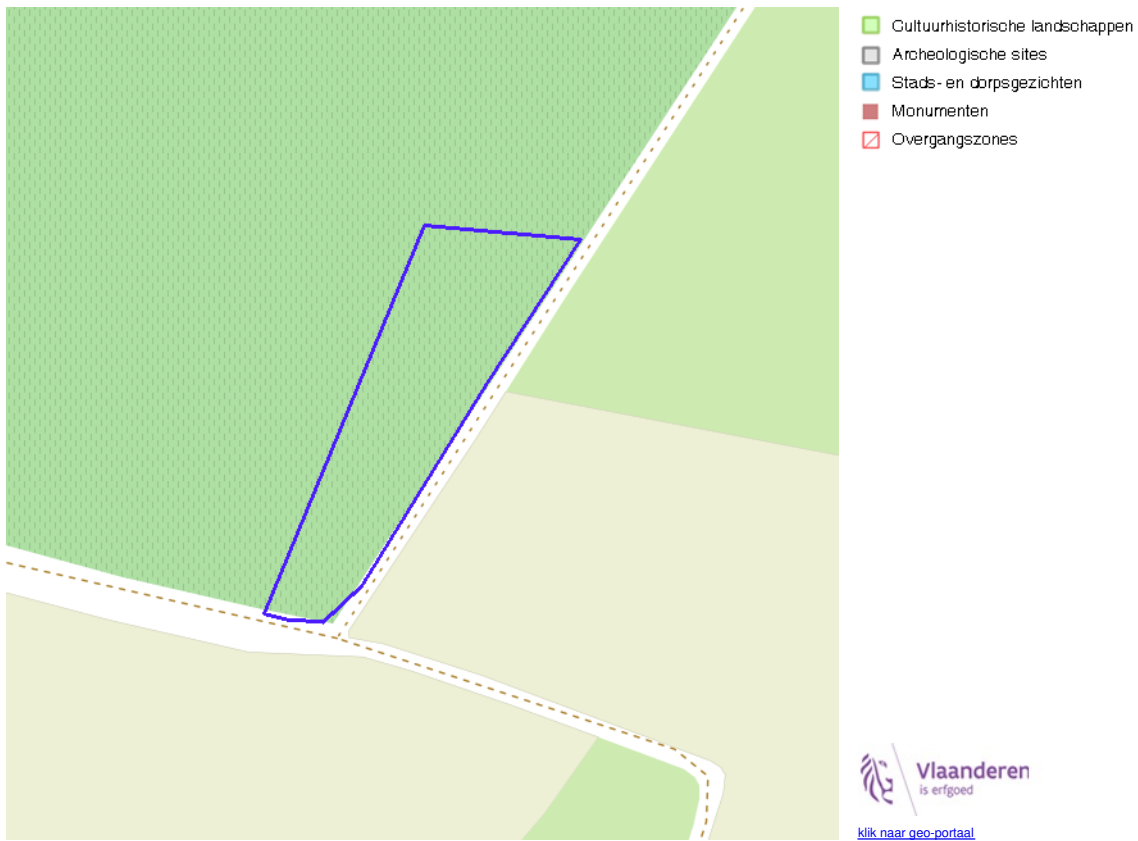 Cultuurhistorische landschappen
Archeologische sites
Stads- en dorpsgezichten
Monumenten
Overgangszones
Vlaanderen
is erfgoed
klik naar geo-portaal